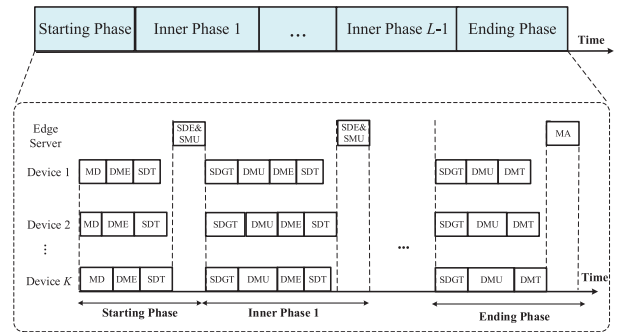 Starting Phase Inner Phase 1 ... Inner Phase L-1 Ending Phase
Time
Edge Server SDE& SMU SDE& SMU MA
Device 1 MD DME SDT SDGT DMU DME SDT SDGT DMU DMT
Device 2 MD DME SDT SDGT DMU DME SDT SDGT DMU DMT
⋮ ...
Device K MD DME SDT SDGT DMU DME SDT SDGT DMU DMT
Time
Starting Phase Inner Phase 1 Ending Phase